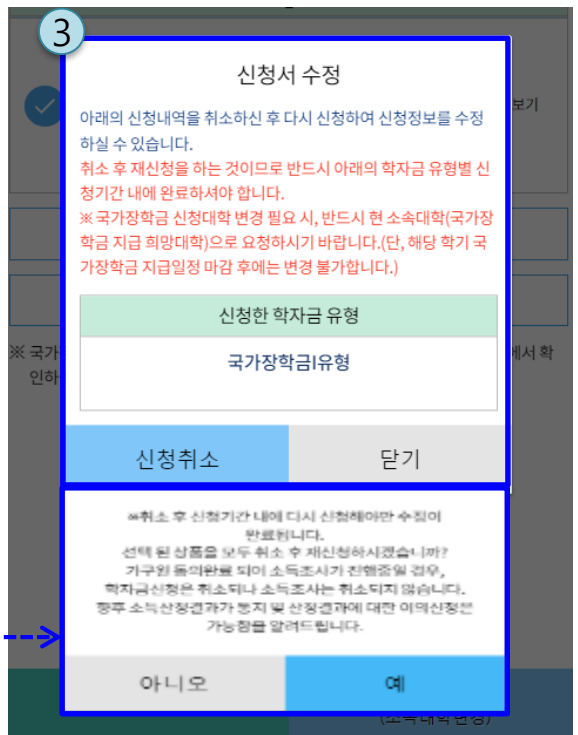 3
신청서 수정
보기
아래의 신청내역을 취소하신 후 다시 신청하여 신청정보를 수정
하실 수 있습니다.
취소 후 재신청을 하는 것이므로 반드시 아래의 학자금 유형별 신
청기간 내에 완료하셔야 합니다.
※ 국가장학금 신청대학 변경 필요 시, 반드시 현 소속대학(국가장
학금 지급 희망대학)으로 요청하시기 바랍니다.(단, 해당 학기 국
가장학금 지급일정 마감 후에는 변경 불가합니다.)
신청한 학자금 유형
※ 국가
에서 확
국가장학금I유형
인하
신청취소
닫기
※취소 후 신청기간 내에 다시 신청해야만 수정이
완료됩니다.
선택 된 상품을 모두 취소 후 재신청하시겠습니까?
가구원 동의완료 되어 소득조사가 진행중일 경우,
학자금신청은 취소되나 소득조사는 취소되지 않습니다.
향후 소득산정결과가 통지 및 산정결과에 대한 이의신청은
가능함을 알려드립니다.
아니오
예
(소속대학변경)